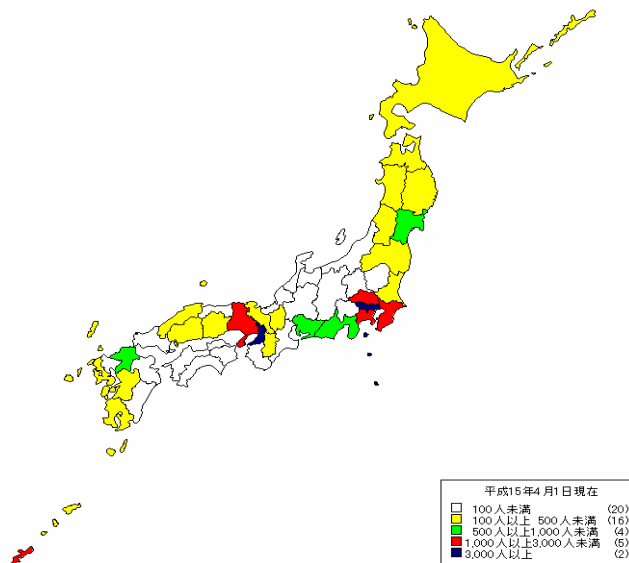 平成15年4月1日現在
100人未満 (20)
100人以上 500人未満 (16)
500人以上1,000人未満 (4)
1,000人以上3,000人未満 (5)
3,000人以上 (2)